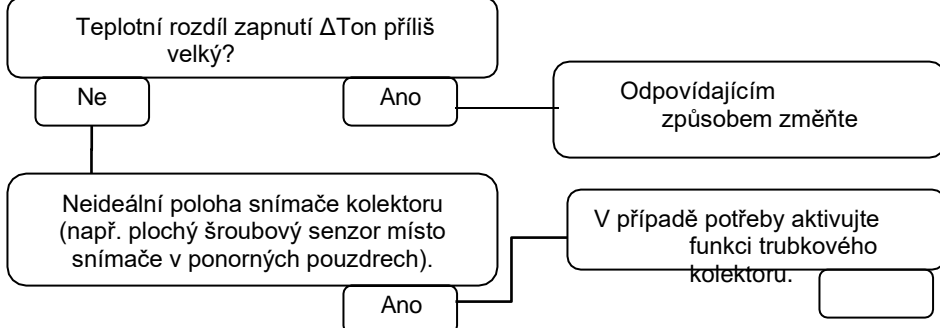 Teplotní rozdíl zapnutí ΔTon příliš
velký?
Ne
Ano
Odpovídajícím
způsobem změňte
Neideální poloha snímače kolektoru
(např. plochý šroubový senzor místo
snímače v ponorných pouzdrech).
V případě potřeby aktivujte
funkci trubkového
kolektoru.
Ano